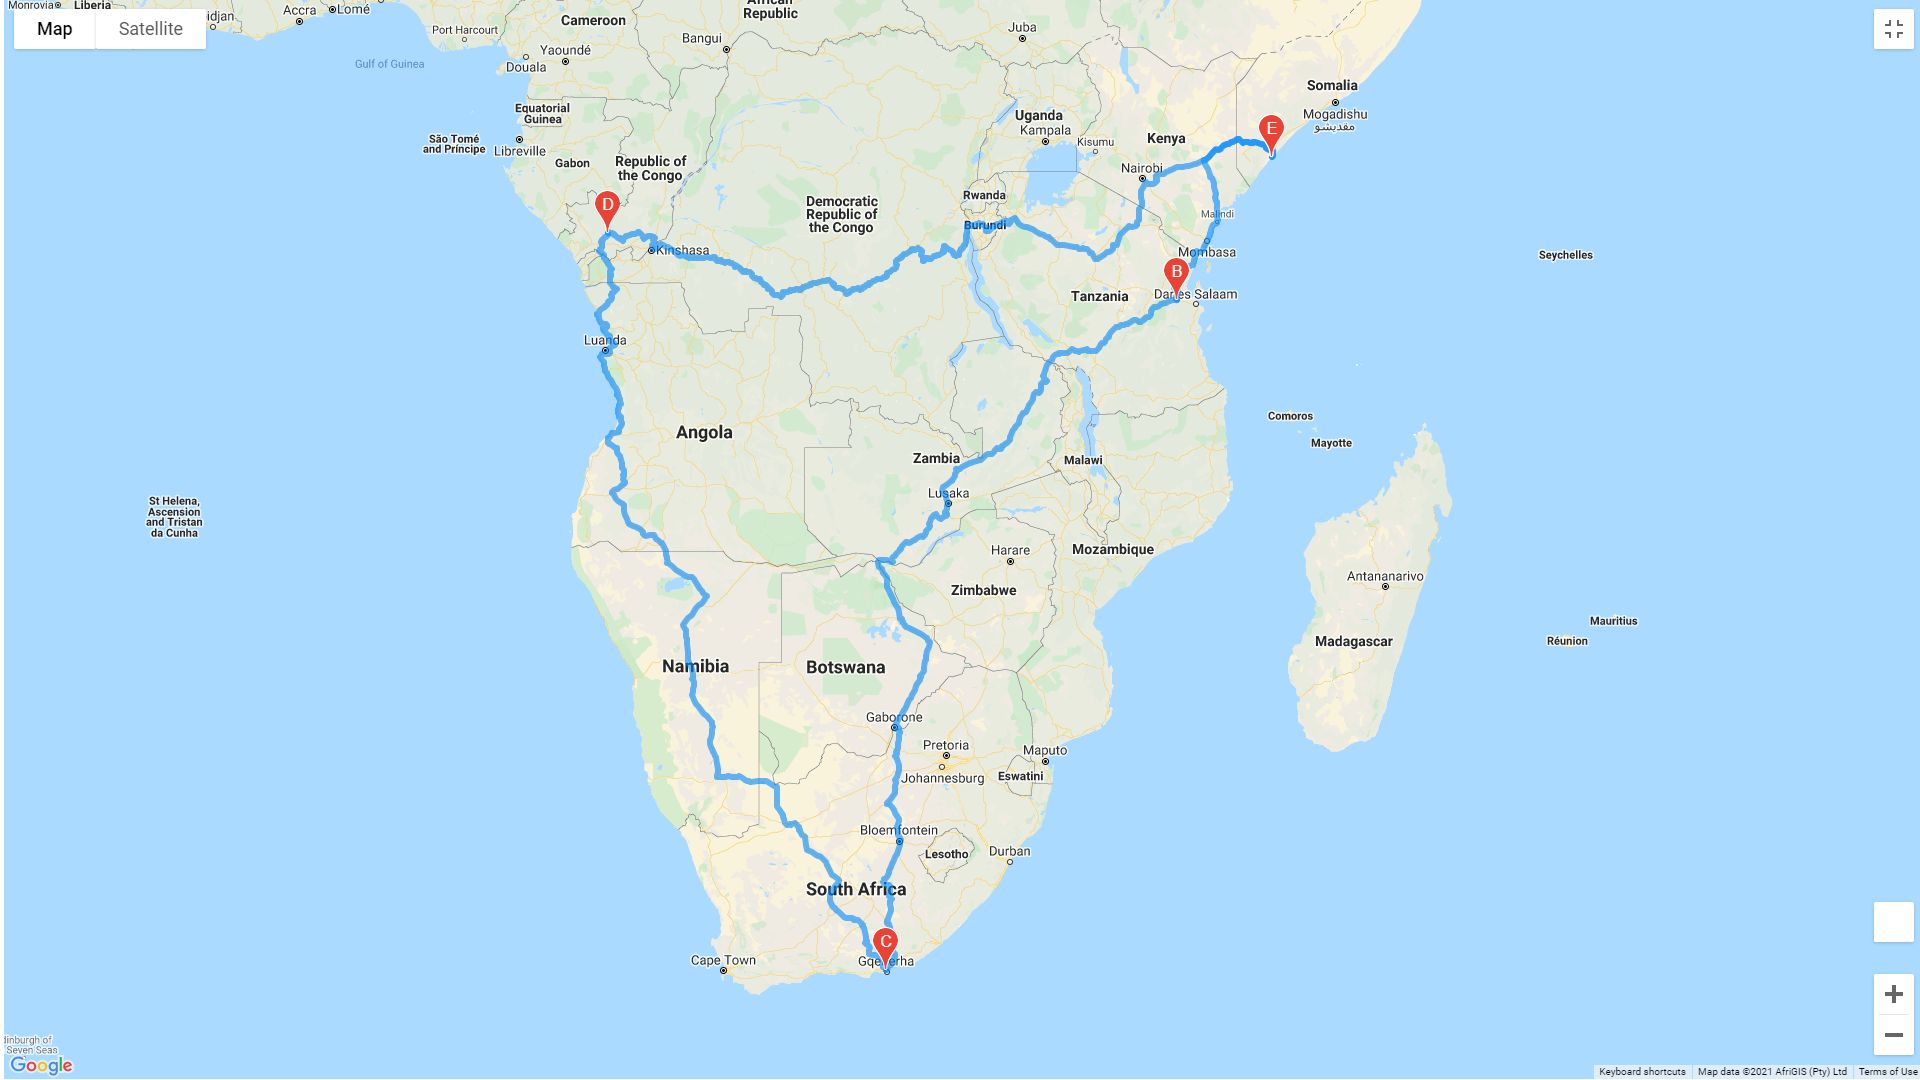 Monrovia
Liberia
idjan
Accra
Lomé
Map
Satellite
Cameroon
African
Republic
Port Harcourt
Bangui
Juba
Yaoundé
Gulf of Guinea
Douala
Somalia
Mogadishu
مقديشو
Equatorial
Guinea
Uganda
Kampala
E
Kenya
Kisumu
São Tomé
and Príncipe
Libreville
Gabon
Republic of
the Congo
Nairobi
Rwanda
Democratic
Republic of
the Congo
D
Malindi
Burundi
Kinshasa
Mombasa
Seychelles
B
Tanzania
Dar es Salaam
Luanda
Comoros
Angola
Mayotte
Zambia
Malawi
Lusaka
St Helena,
Ascension
and Tristan
da Cunha
Harare
Mozambique
Zimbabwe
Antananarivo
Mauritius
Réunion
Madagascar
Namibia
Botswana
Gaborone
Pretoria
Maputo
Johannesburg
Eswatini
Bloemfontein
Lesotho
Durban
South Africa
C
Gqeberha
Cape Town
dinburgh of
Seven Seas
Google
Keyboard shortcuts
Map data ©2021 AfriGIS (Pty) Ltd
Terms of Use